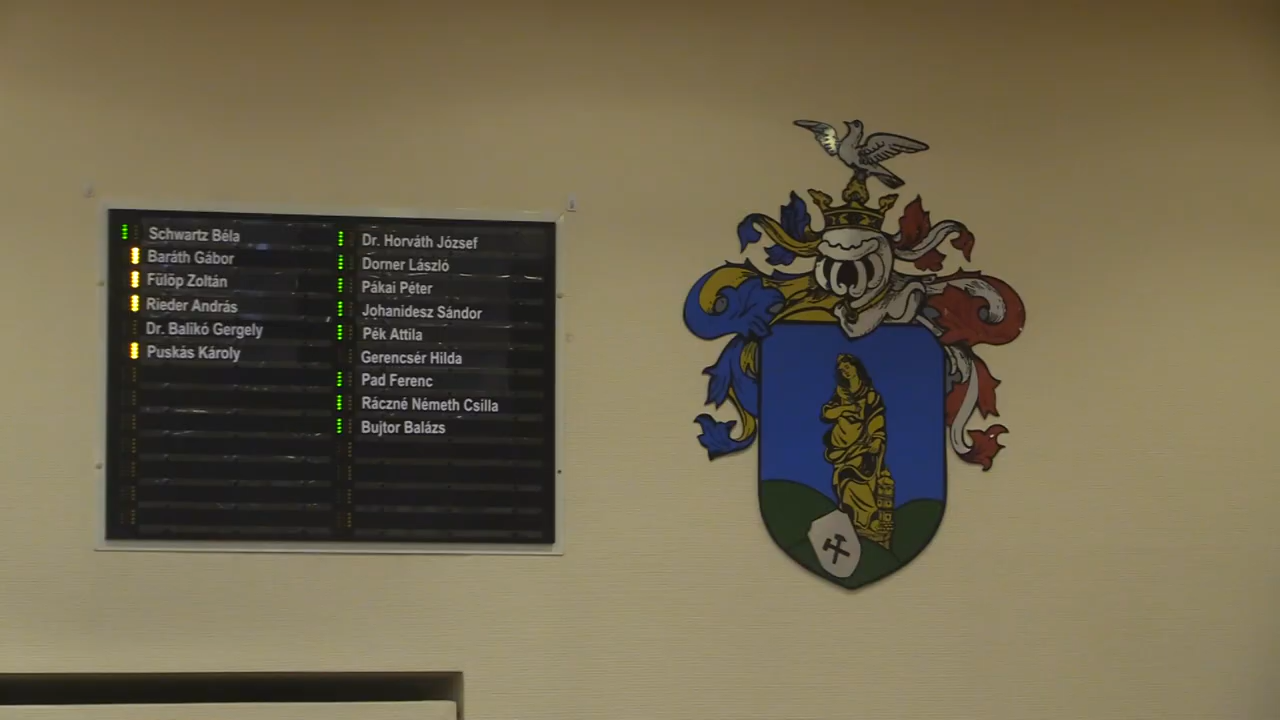 Schwartz Béla
Baráth Gábor
Fülöp Zoltán
Rieder András
Dr. Balikó Gergely
Puskás Károly
Dr. Horváth József
Dorner László
Pákai Péter
Johanidesz Sándor
Pék Attila
Gerencsér Hilda
Pad Ferenc
Ráczné Németh Csilla
Bujtor Balázs